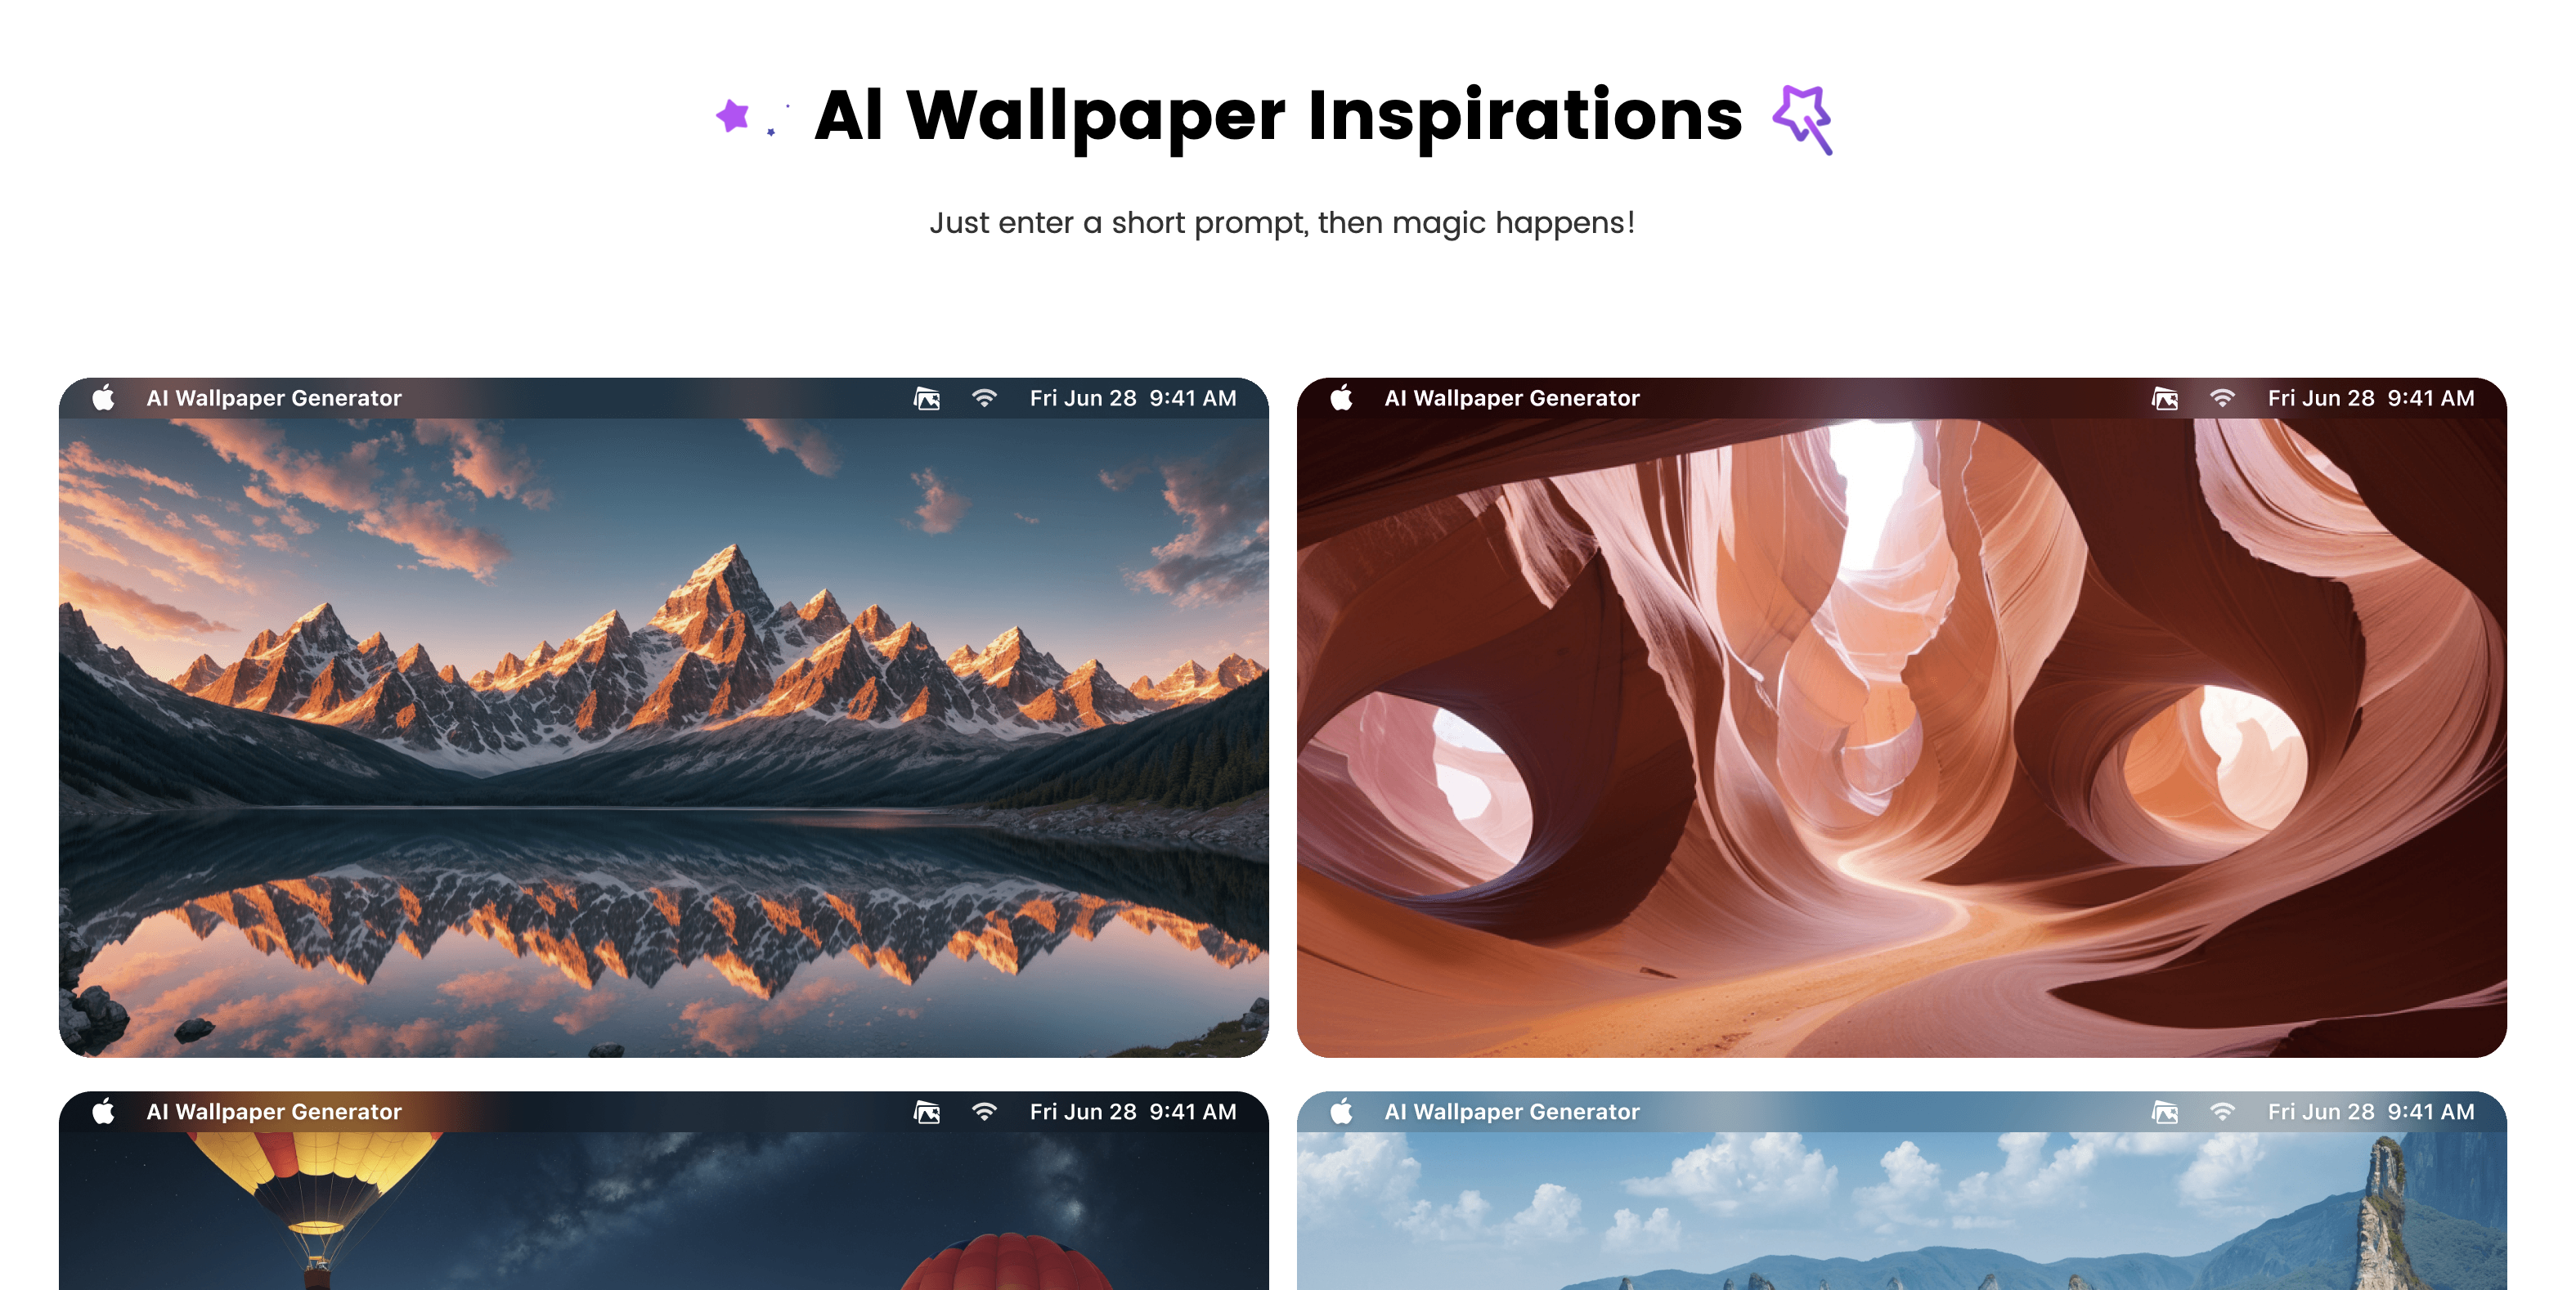 AI Wallpaper Inspirations
Just enter a short prompt, then magic happens!
AI Wallpaper Generator Fri Jun 28 9:41 AM
AI Wallpaper Generator Fri Jun 28 9:41 AM
AI Wallpaper Generator Fri Jun 28 9:41 AM
AI Wallpaper Generator Fri Jun 28 9:41 AM